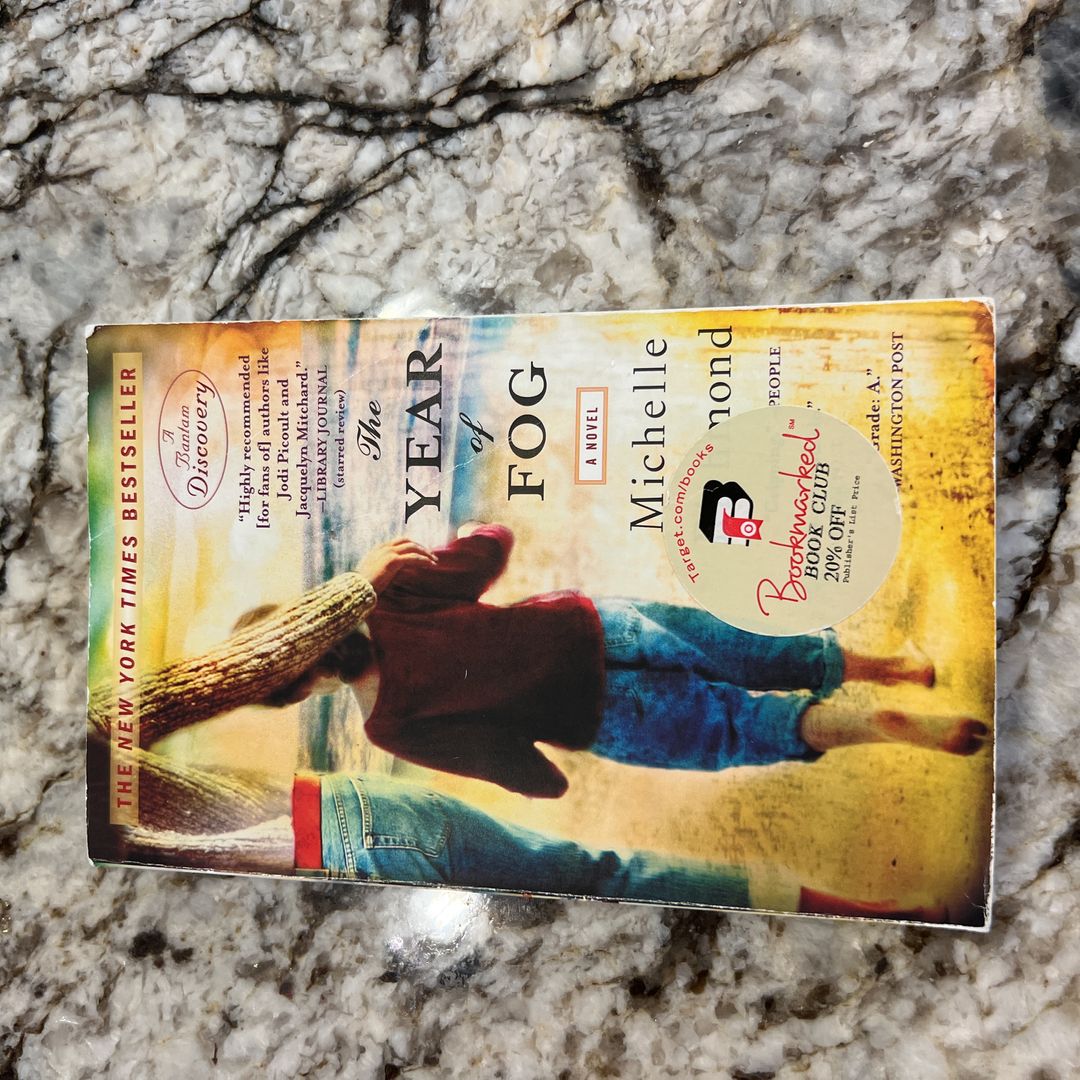 THE NEW YORK TIMES BESTSELLER
A
Bantam
Discovery
“Highly recommended
[for fans of] authors like
Jodi Picoult and
Jacquelyn Mitchard.”
—LIBRARY JOURNAL
(starred review)
The
YEAR
of
FOG
A NOVEL
Michelle
mond
PEOPLE
rade: A.”
WASHINGTON POST
Target.com/books
B
Bookmarked℠
BOOK CLUB
20% OFF
Publisher's List Price